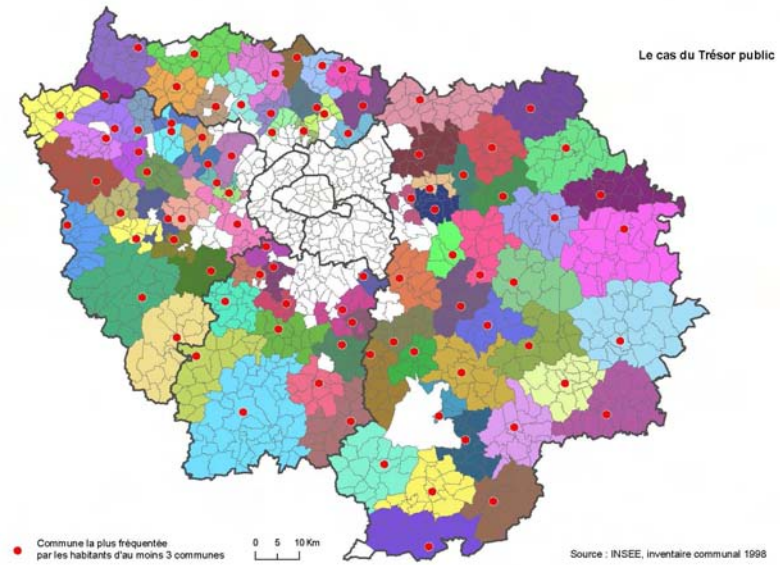 Le cas du Trésor public
Commune la plus fréquentée
par les habitants d'au moins 3 communes
0 5 10 Km
Source : INSEE, inventaire communal 1998